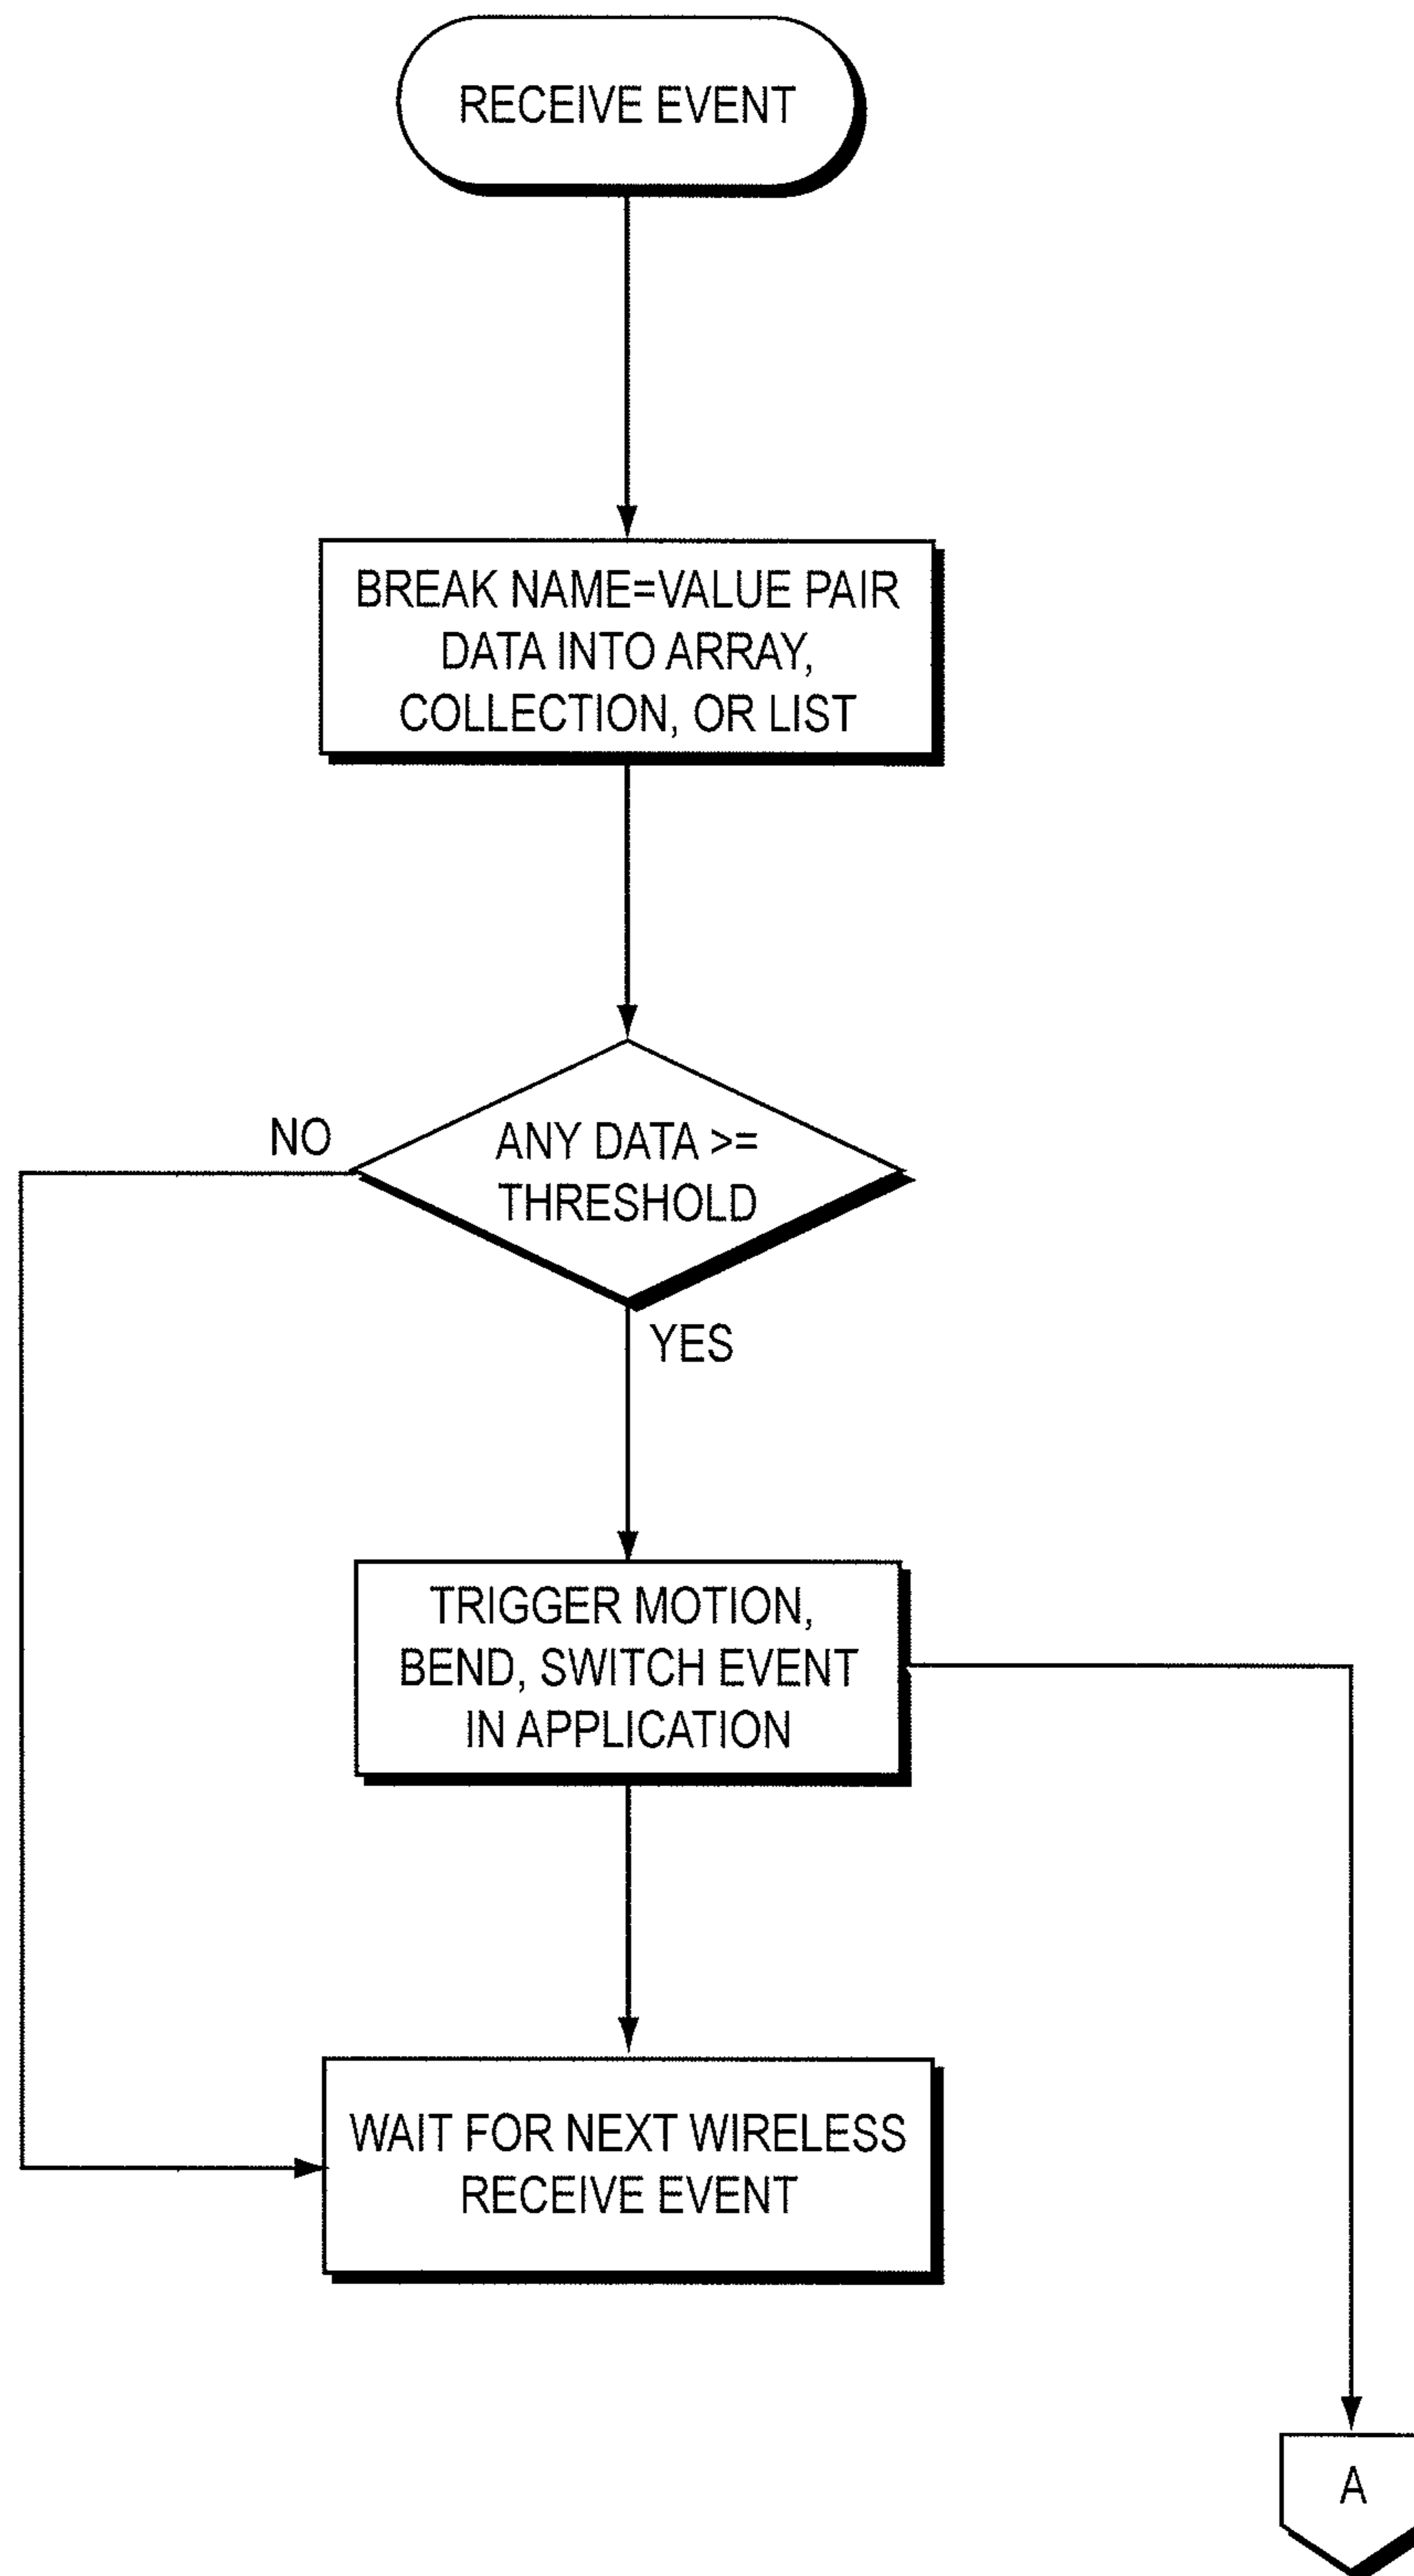 RECEIVE EVENT
BREAK NAME=VALUE PAIR
DATA INTO ARRAY,
COLLECTION, OR LIST
NO
ANY DATA >=
THRESHOLD
YES
TRIGGER MOTION,
BEND, SWITCH EVENT
IN APPLICATION
WAIT FOR NEXT WIRELESS
RECEIVE EVENT
A